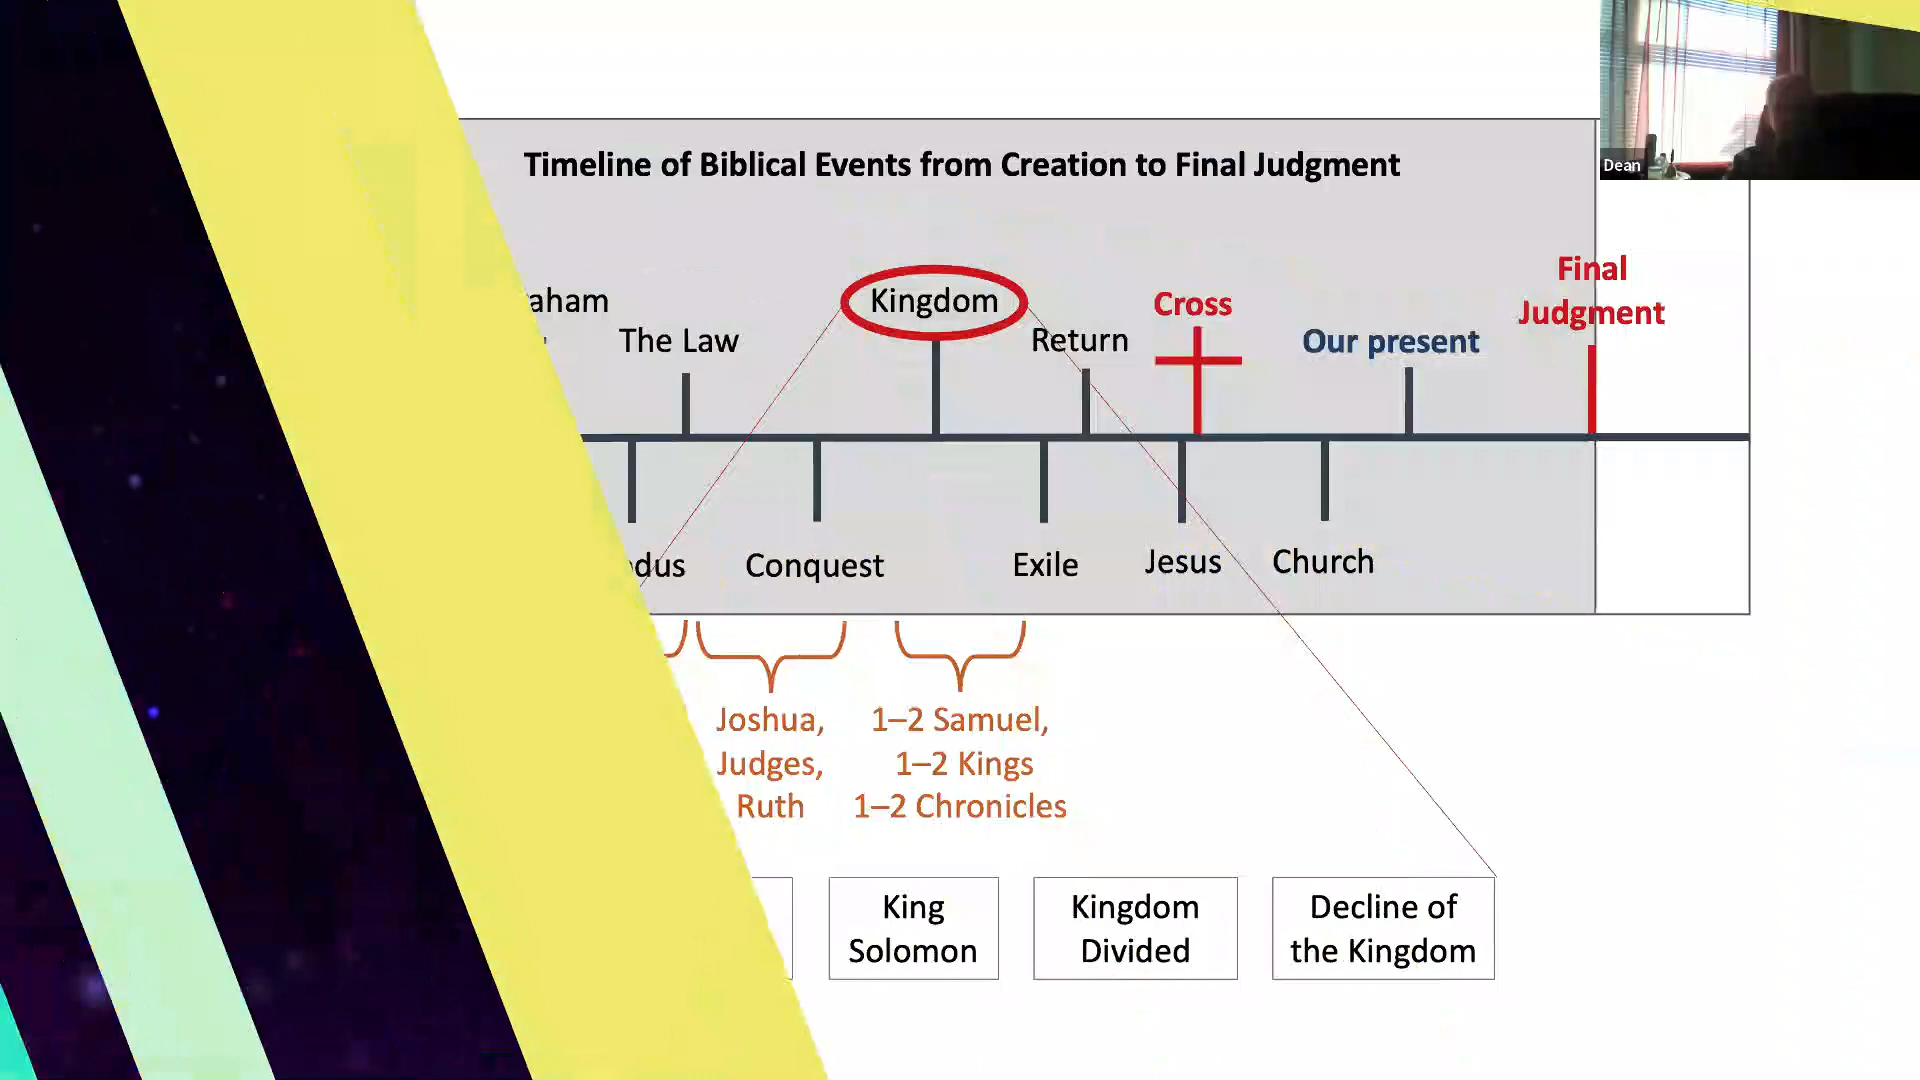 Timeline of Biblical Events from Creation to Final Judgment
Dean
aham
The Law
Kingdom
Return
Cross
Our present
Final
Judgment
dus
Conquest
Exile
Jesus
Church
Joshua,
Judges,
Ruth
1–2 Samuel,
1–2 Kings
1–2 Chronicles
King
Solomon
Kingdom
Divided
Decline of
the Kingdom